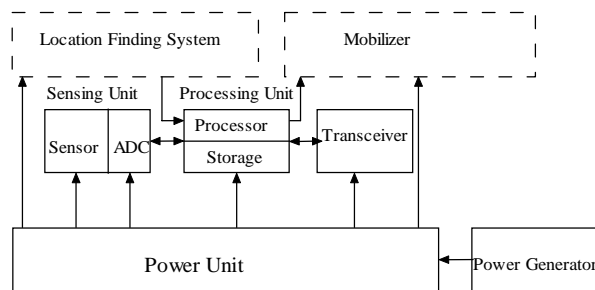 Location Finding System
Mobilizer
Sensing Unit
Processing Unit
Sensor
ADC
Processor
Storage
Transceiver
Power Unit
Power Generator